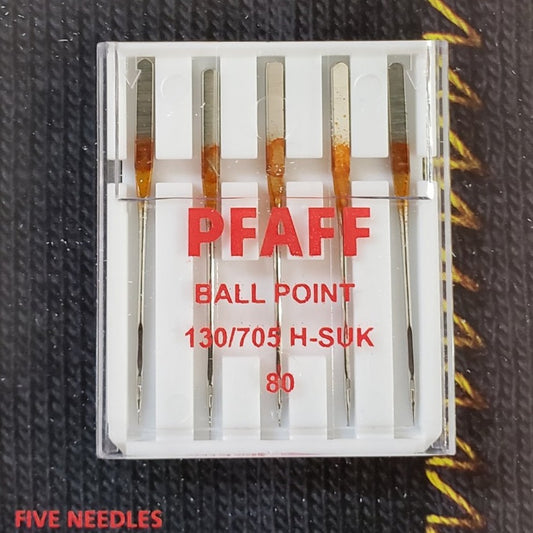 PFAFF
BALL POINT
130/705 H-SUK
80
FIVE NEEDLES